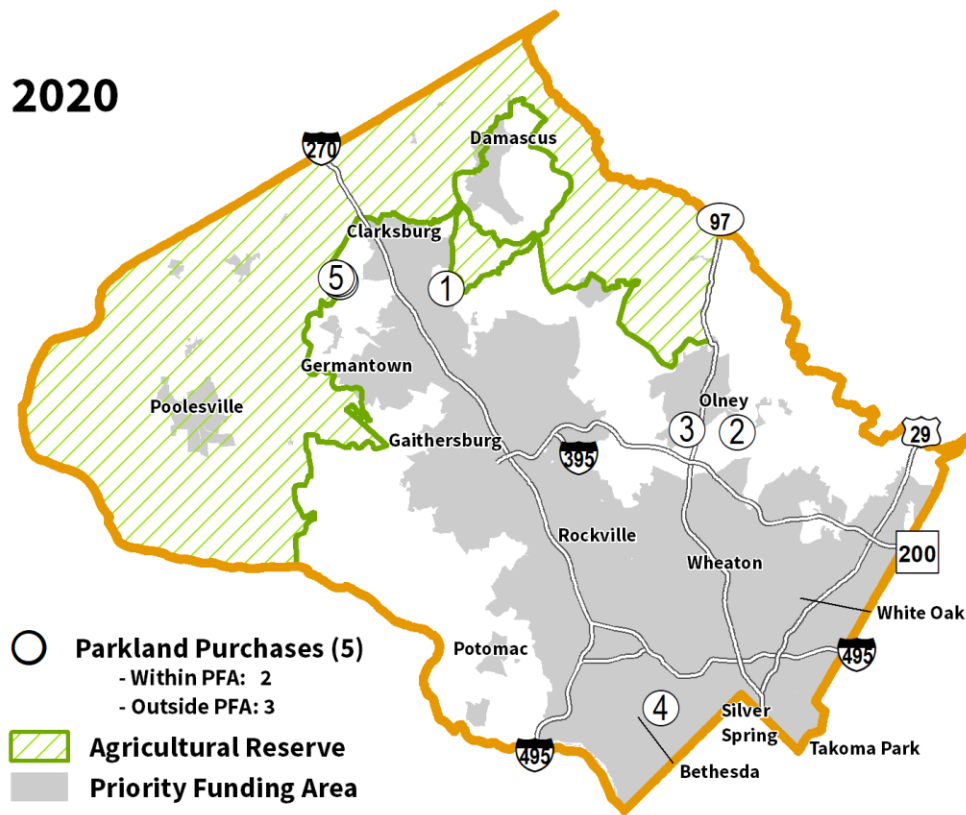 2020
Damascus
270
97
Clarksburg
5
1
Germantown
Poolesville
Olney
3
2
29
Gaithersburg
395
Rockville
Wheaton
200
White Oak
Parkland Purchases (5)
- Within PFA: 2
- Outside PFA: 3
Potomac
495
4
Silver
Spring
Takoma Park
495
Bethesda
Agricultural Reserve
Priority Funding Area